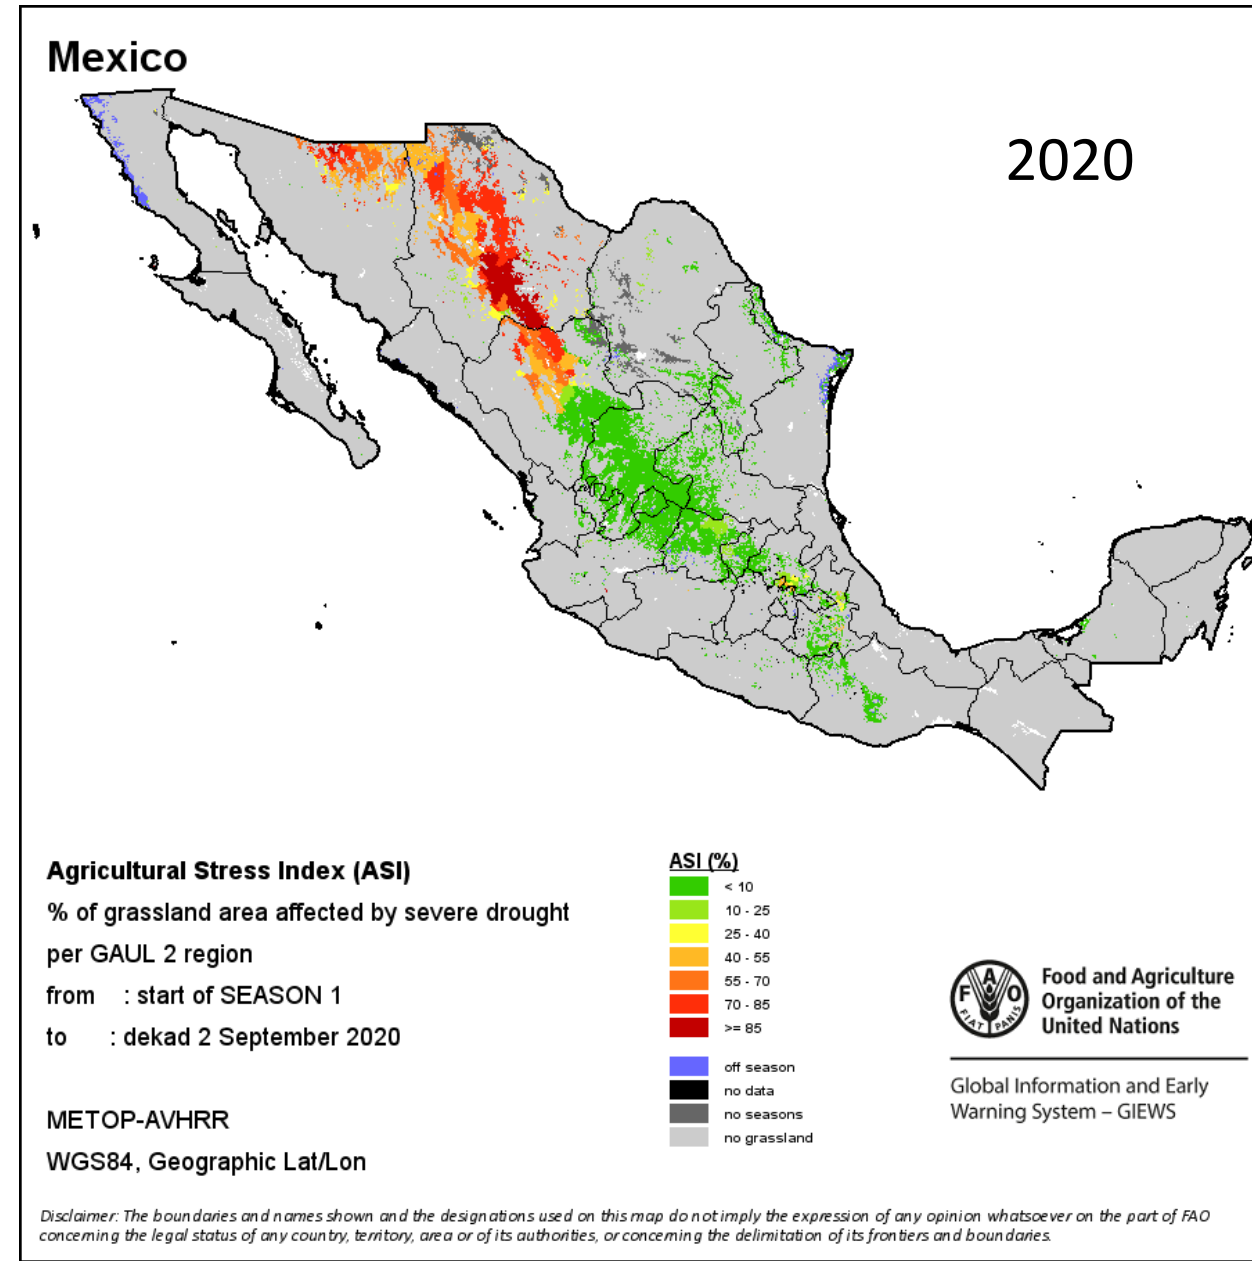 Mexico
2020
Agricultural Stress Index (ASI)
% of grassland area affected by severe drought
per GAUL 2 region
from : start of SEASON 1
to : dekad 2 September 2020
METOP-AVHRR
WGS84, Geographic Lat/Lon
ASI (%)
< 10
10 - 25
25 - 40
40 - 55
55 - 70
70 - 85
>= 85
off season
no data
no seasons
no grassland
F A O
FIAT PANIS
Food and Agriculture
Organization of the
United Nations
Global Information and Early
Warning System – GIEWS
Disclaimer: The boundaries and names shown and the designations used on this map do not imply the expression of any opinion whatsoever on the part of FAO
concerning the legal status of any country, territory, area or of its authorities, or concerning the delimitation of its frontiers and boundaries.